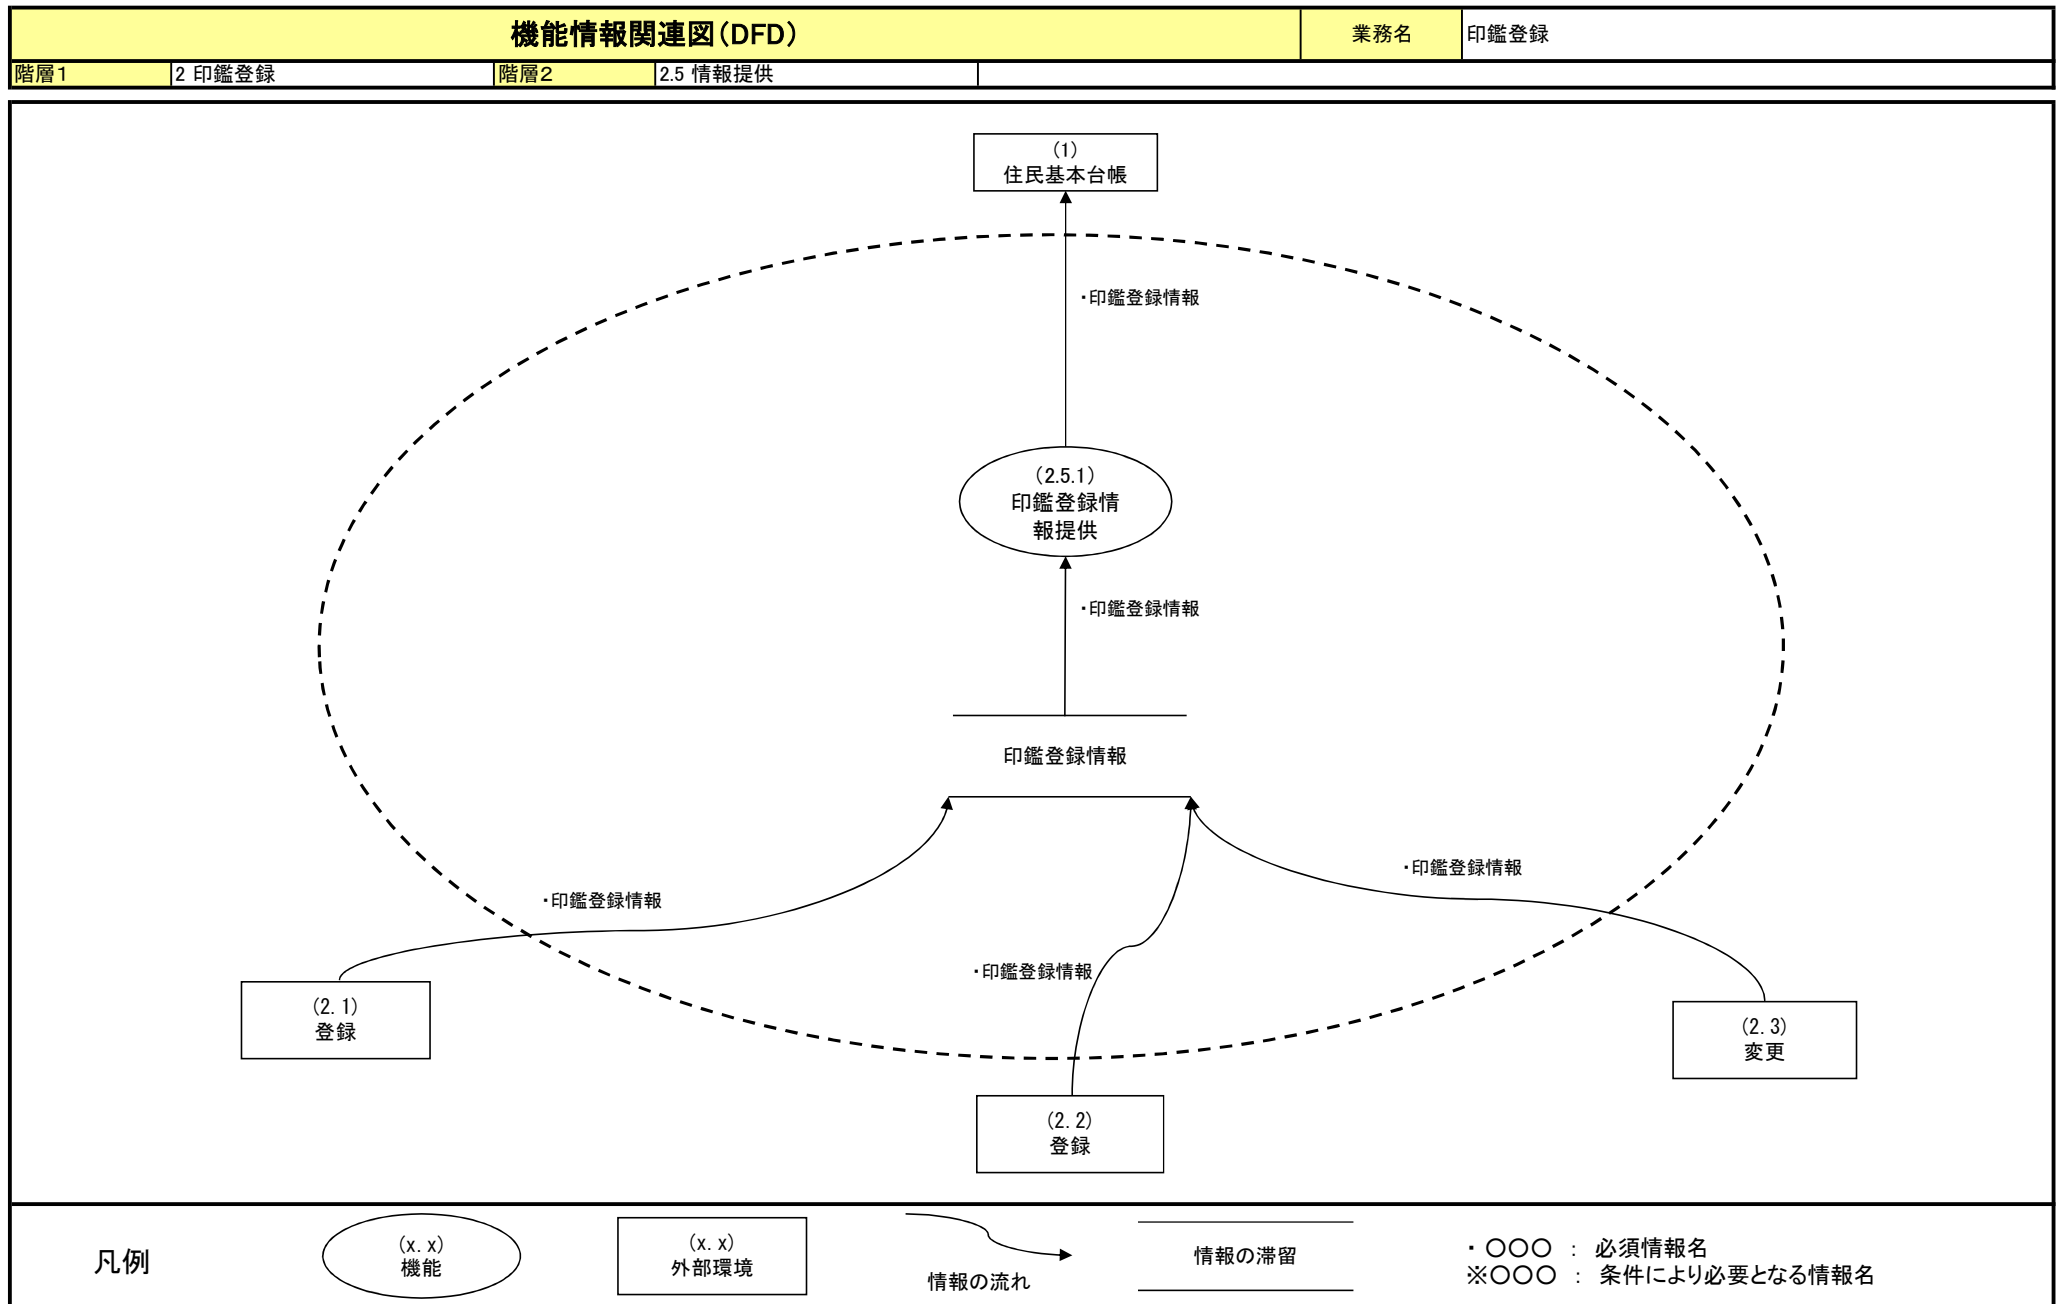 機能情報関連図(DFD)
業務名
印鑑登録
階層1
2 印鑑登録
階層2
2.5 情報提供
(1)
住民基本台帳
・印鑑登録情報
(2.5.1)
印鑑登録情
報提供
・印鑑登録情報
印鑑登録情報
・印鑑登録情報
・印鑑登録情報
・印鑑登録情報
(2.1)
登録
(2.3)
変更
(2.2)
登録
凡例
(x.x)
機能
(x.x)
外部環境
情報の流れ
情報の滞留
・ 〇〇〇 : 必須情報名
※〇〇〇 : 条件により必要となる情報名